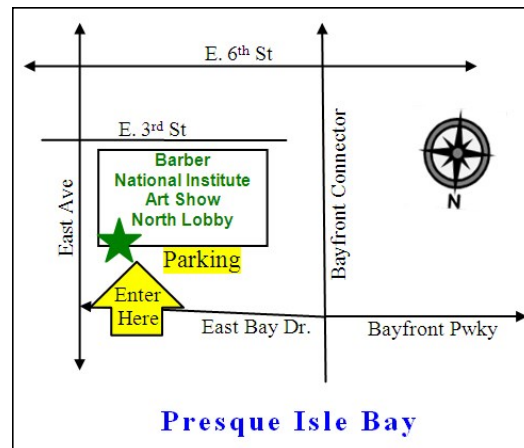 E. 6th St
E. 3rd St
Barber
National Institute
Art Show
North Lobby
East Ave
Bayfront Connector
N
Parking
Enter
Here
East Bay Dr.
Bayfront Pwky
Presque Isle Bay